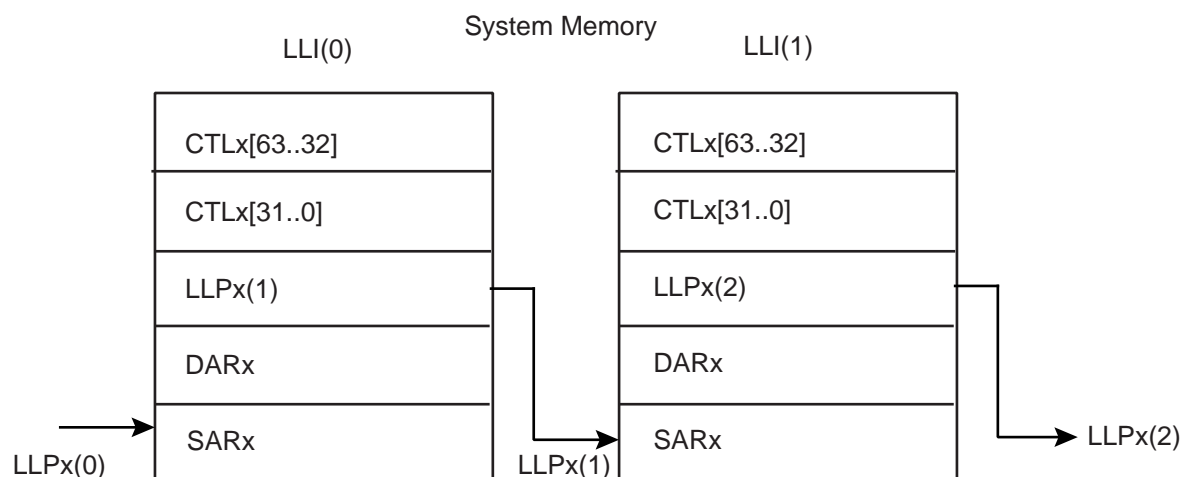 System Memory
LLI(0)
LLI(1)
CTLx[63..32]
CTLx[63..32]
CTLx[31..0]
CTLx[31..0]
LLPx(1)
LLPx(2)
DARx
DARx
SARx
SARx
LLPx(2)
LLPx(0)
LLPx(1)